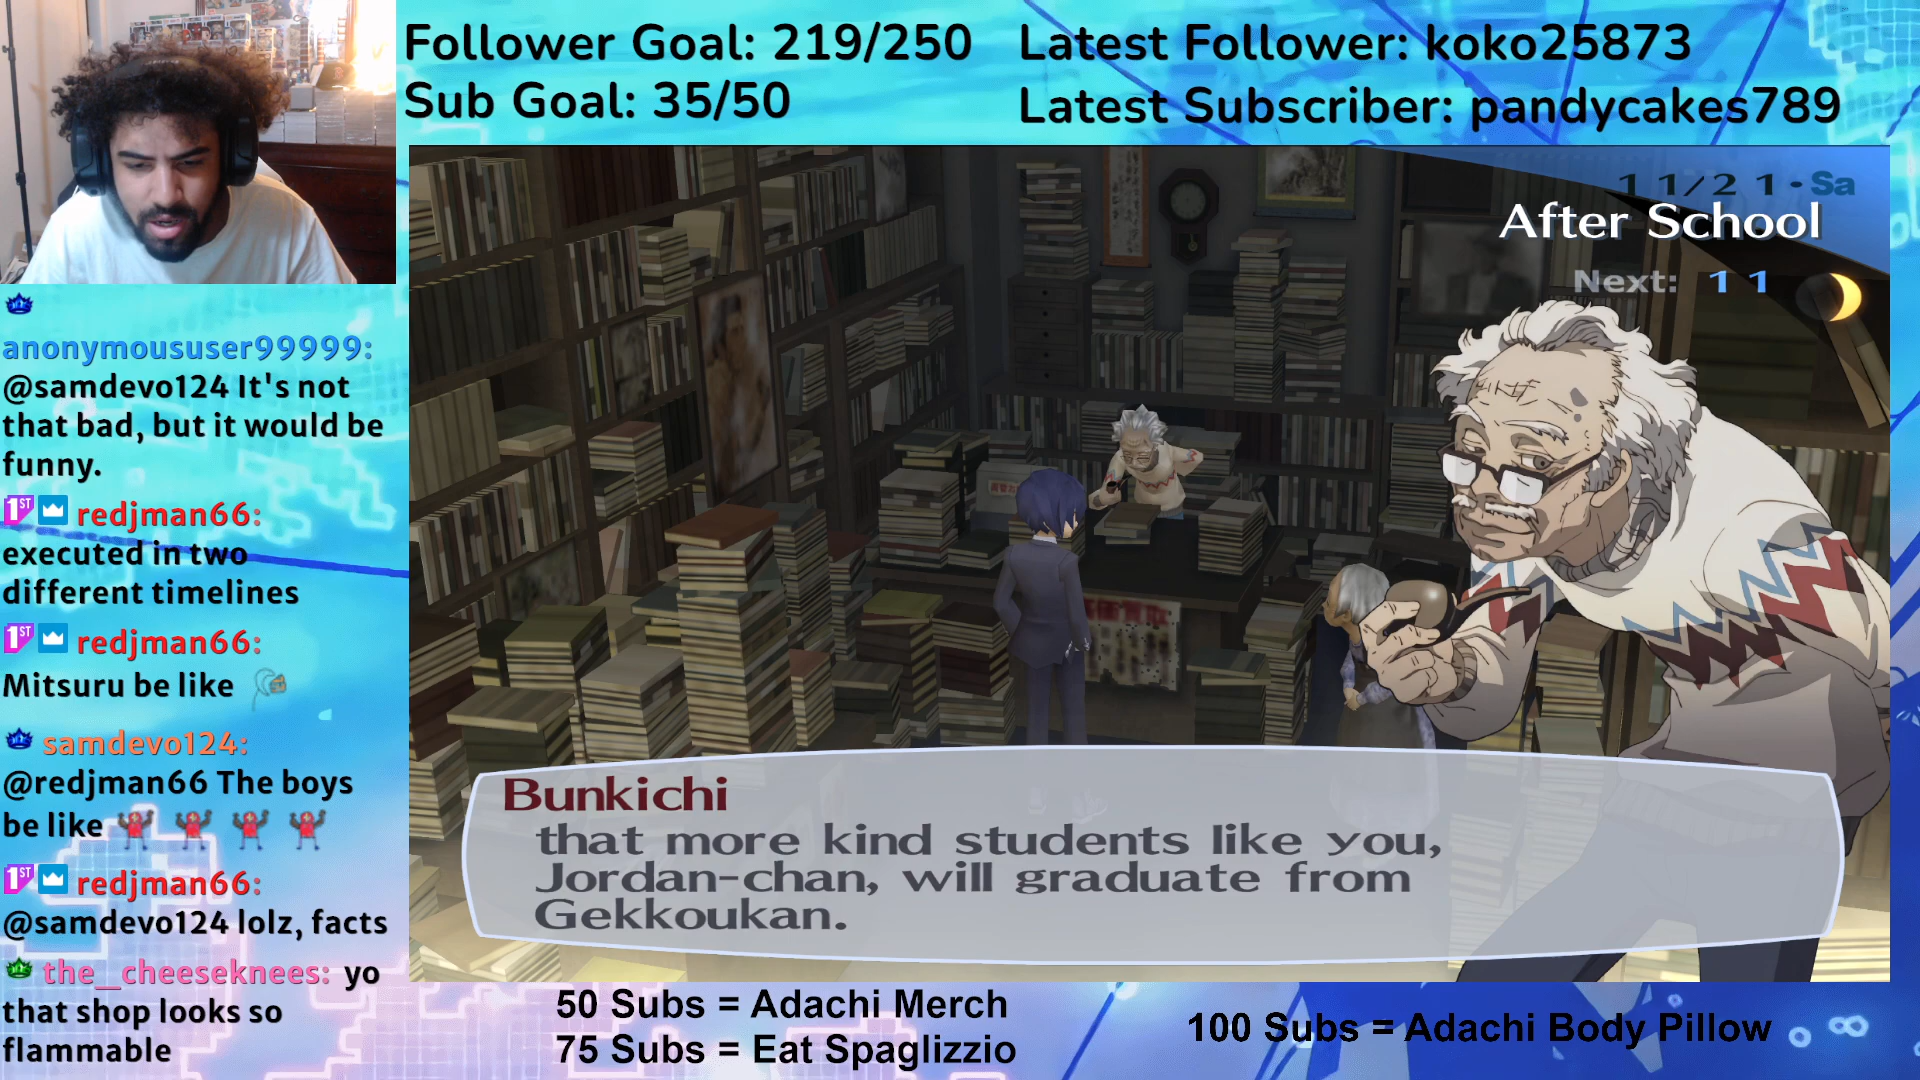 Follower Goal: 219/250
Sub Goal: 35/50
Latest Follower: koko25873
Latest Subscriber: pandycakes789
11/21・Sa
After School
Next: 11
anonymoususer99999:
@samdevo124 It's not
that bad, but it would be
funny.
1ST redjman66:
executed in two
different timelines
1ST redjman66:
Mitsuru be like
samdevo124:
@redjman66 The boys
be like
1ST redjman66:
@samdevo124 lolz, facts
the__cheeseknees: yo
that shop looks so
flammable
Bunkichi
that more kind students like you,
Jordan-chan, will graduate from
Gekkoukan.
50 Subs = Adachi Merch
75 Subs = Eat Spaglizzio
100 Subs = Adachi Body Pillow